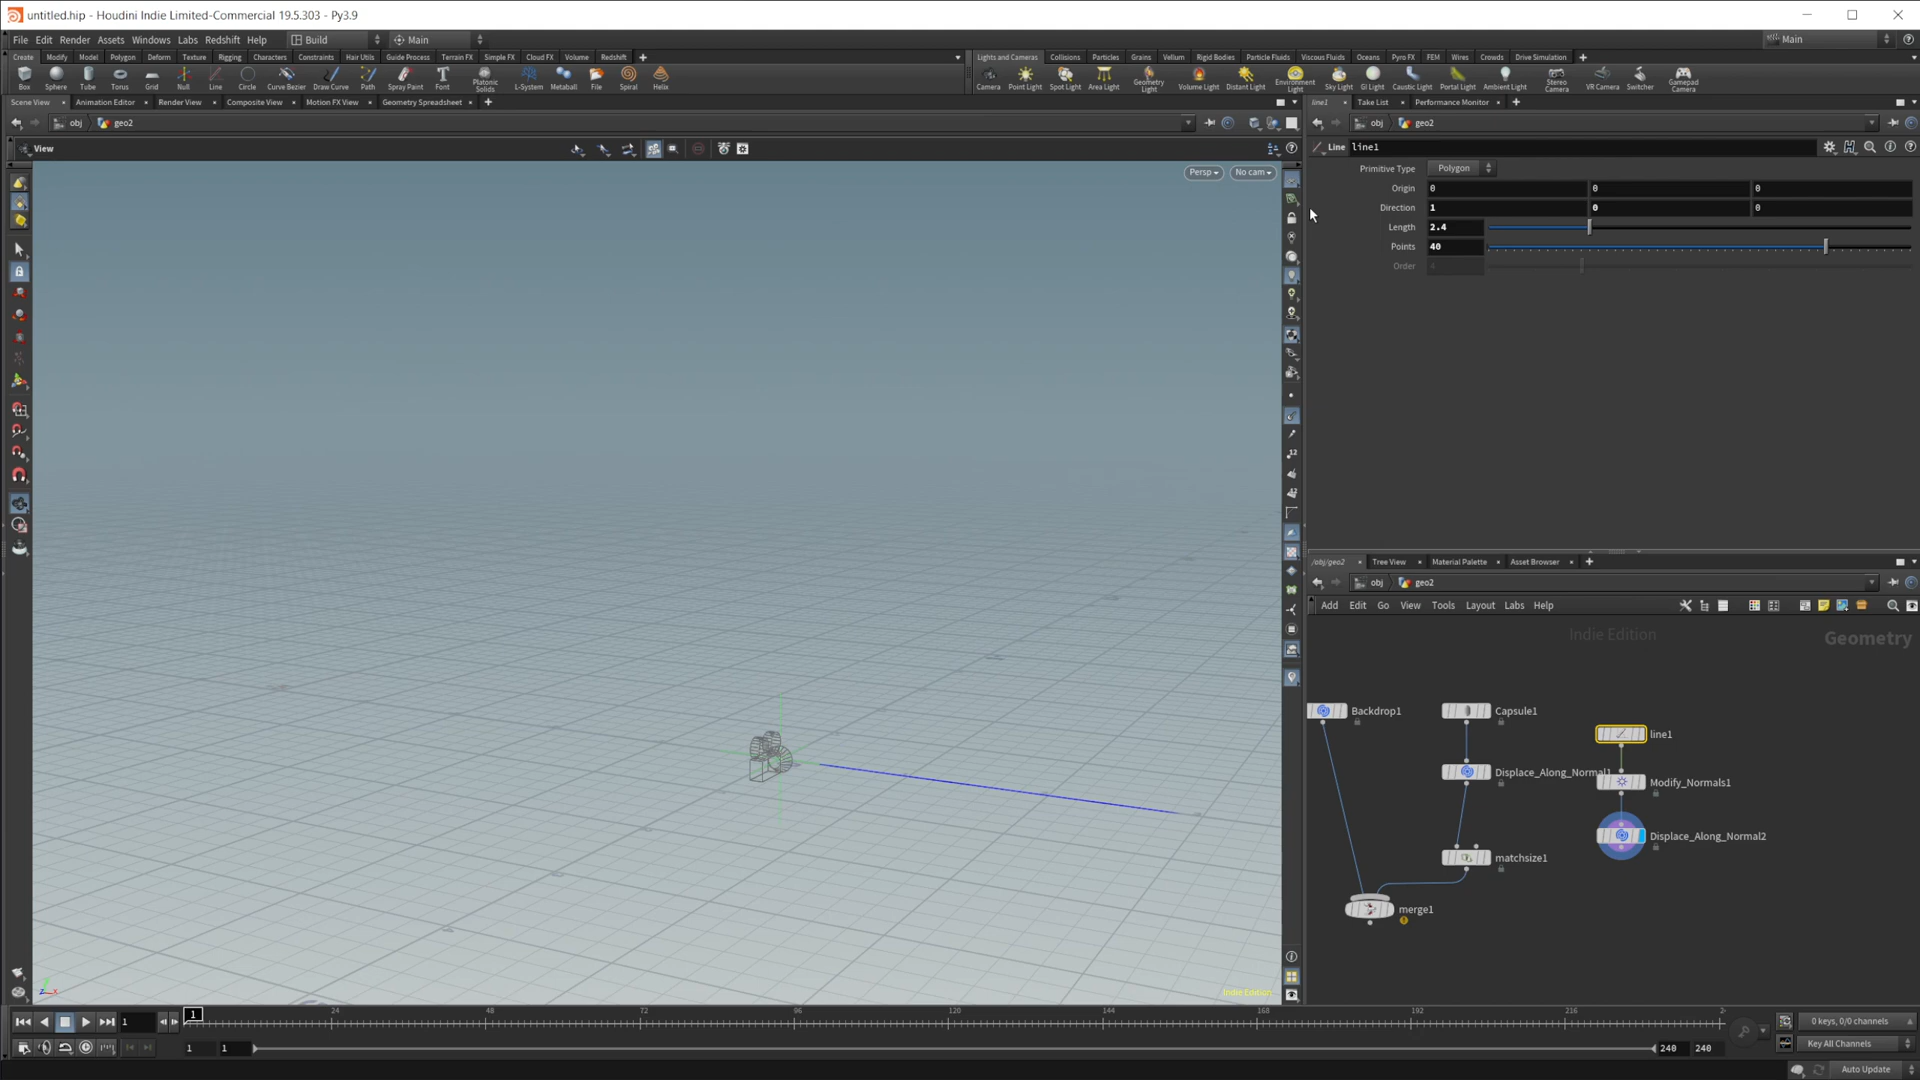 untitled.hip - Houdini Indie Limited-Commercial 19.5.303 - Py3.9
File Edit Render Assets Windows Labs Redshift Help Build Main Main
Create Modify Model Polygon Deform Texture Rigging Characters Constraints Hair Utils Guide Process Terrain FX Simple FX Cloud FX Volume Redshift
Lights and Cameras Collisions Particles Grains Vellum Rigid Bodies Particle Fluids Viscous Fluids Oceans Pyro FX FEM Wires Crowds Drive Simulation
Box Sphere Tube Torus Grid Null Line Circle Curve Bezier Draw Curve Path Spray Paint Font Platonic Solids L-System Metaball File Spiral Helix
Camera Point Light Spot Light Area Light Geometry Light Volume Light Distant Light Environment Light Sky Light GI Light Caustic Light Portal Light Ambient Light Stereo Camera VR Camera Switcher Gamepad Camera
Scene View Animation Editor Render View Composite View Motion FX View Geometry Spreadsheet
line1 Take List Performance Monitor
obj geo2
obj geo2
View
Line line1
Persp No cam
Primitive Type Polygon
Origin 0 0 0
Direction 1 0 0
Length 2.4
Points 40
Order 4
/obj/geo2 Tree View Material Palette Asset Browser
obj geo2
Add Edit Go View Tools Layout Labs Help
Indie Edition
Geometry
Backdrop1
Capsule1
line1
Displace_Along_Normal1
Modify_Normals1
Displace_Along_Normal2
matchsize1
merge1
Indie Edition
1 1 24 48 72 96 120 144 168 192 216 2
0 keys, 0/0 channels
1 1 240 240
Key All Channels
Auto Update